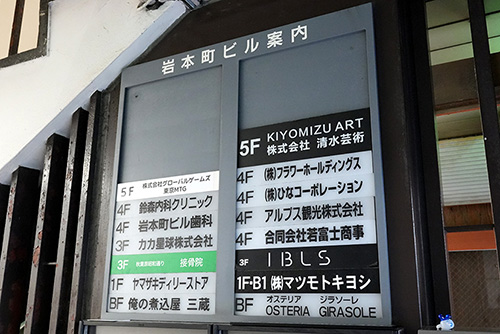 岩本町ビル案内
5F 株式会社グローバルゲームズ
東京MTG
4F 鈴森内科クリニック
4F 岩本町ビル歯科
3F カカ星球株式会社
3F 秋葉原昭和通り 接骨院
1F ヤマザキディリーストア
BF 俺の煮込屋 三蔵
5F KIYOMIZU ART
株式会社 清水芸術
4F (株)フラワーホールディングス
4F (株)ひなコーポレーション
4F アルプス観光株式会社
4F 合同会社若富士商事
3F IBLS
1F・B1 (株)マツモトキヨシ
BF オステリア ジラソーレ
OSTERIA GIRASOLE